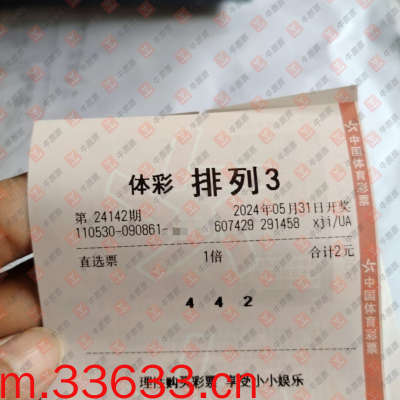 体彩 排列3
第 24142期 2024年05月31日开奖
110530-090861- 607429 291458 xji/UA
直选票 1倍 合计2元
4 4 2
理性购买彩票 享受小小娱乐
中国体育彩票
中国体育彩票
m.33633.cn